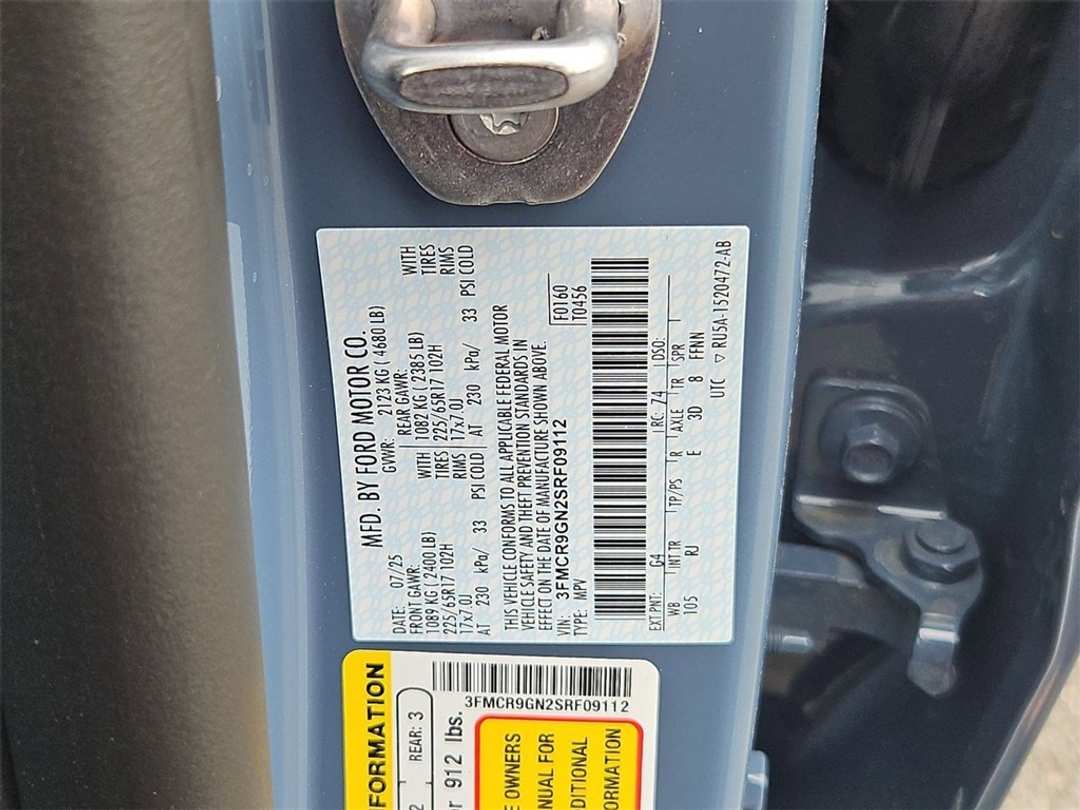 MFD. BY FORD MOTOR CO.
DATE: 07/25 GVWR: 2123 KG ( 4680 LB)
FRONT GAWR: REAR GAWR:
1089 KG ( 2400 LB) WITH 1082 KG ( 2385 LB) WITH
225/65R17 102H TIRES 225/65R17 102H TIRES
17x7.0J RIMS 17x7.0J RIMS
AT 230 kPa/ 33 PSI COLD AT 230 kPa/ 33 PSI COLD
THIS VEHICLE CONFORMS TO ALL APPLICABLE FEDERAL MOTOR
VEHICLE SAFETY AND THEFT PREVENTION STANDARDS IN
EFFECT ON THE DATE OF MANUFACTURE SHOWN ABOVE.
VIN: 3FMCR9GN2SRF09112 F0160
TYPE: MPV T0456
EXT PNT: G4 RC: 74 DSO:
WB INT TR TP/PS R AXLE TR SPR
105 RJ E 3D 8 FFNN
UTC ▽ RU5A-1520472-AB
FORMATION
2 REAR: 3
or 912 lbs.
3FMCR9GN2SRF09112
E OWNERS
NUAL FOR
DITIONAL
ORMATION